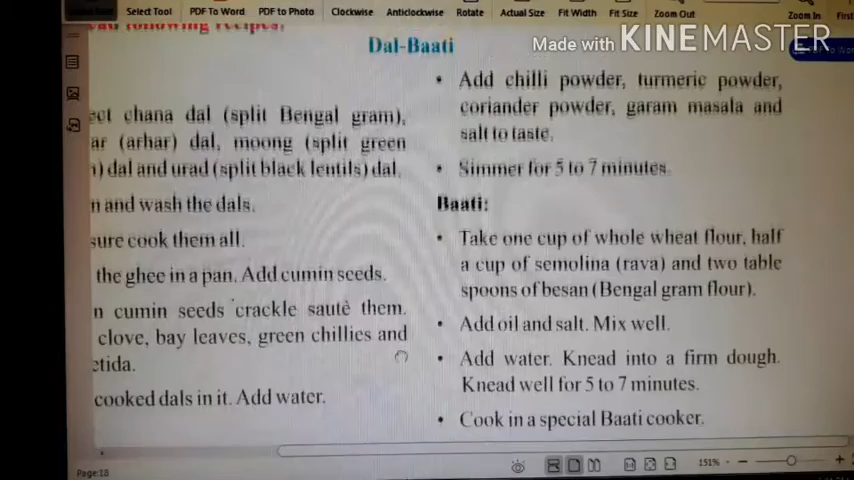 Select Tool PDF To Word PDF To Photo Clockwise Anticlockwise Rotate Actual Size Fit Width Fit Size Zoom Out Zoom In First
following recipes.
Dal-Baati
Made with KINEMASTER
ect chana dal (split Bengal gram),
ar (arhar) dal, moong (split green
n) dal and urad (split black lentils) dal.
n and wash the dals.
sure cook them all.
the ghee in a pan. Add cumin seeds.
n cumin seeds crackle sautè them.
clove, bay leaves, green chillies and
etida.
cooked dals in it. Add water.
• Add chilli powder, turmeric powder,
coriander powder, garam masala and
salt to taste.
• Simmer for 5 to 7 minutes.
Baati:
• Take one cup of whole wheat flour, half
a cup of semolina (rava) and two table
spoons of besan (Bengal gram flour).
• Add oil and salt. Mix well.
• Add water. Knead into a firm dough.
Knead well for 5 to 7 minutes.
• Cook in a special Baati cooker.
Page:18
151%